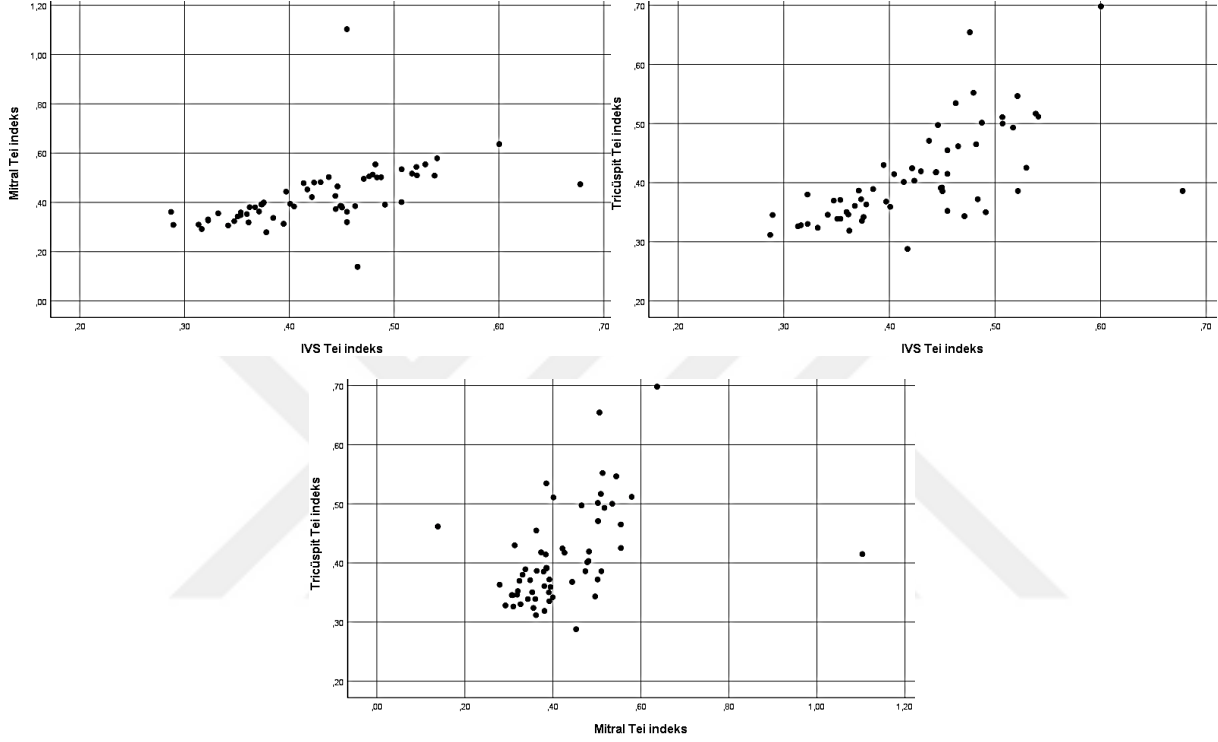 1,20
1,00
,80
,60
,40
,20
,00
Mitral Tei indeks
,20 ,30 ,40 ,50 ,60 ,70
IVS Tei indeks
,70
,60
,50
,40
,30
,20
Tricüspit Tei indeks
,20 ,30 ,40 ,50 ,60 ,70
IVS Tei indeks
,70
,60
,50
,40
,30
,20
Tricüspit Tei indeks
,00 ,20 ,40 ,60 ,80 1,00 1,20
Mitral Tei indeks